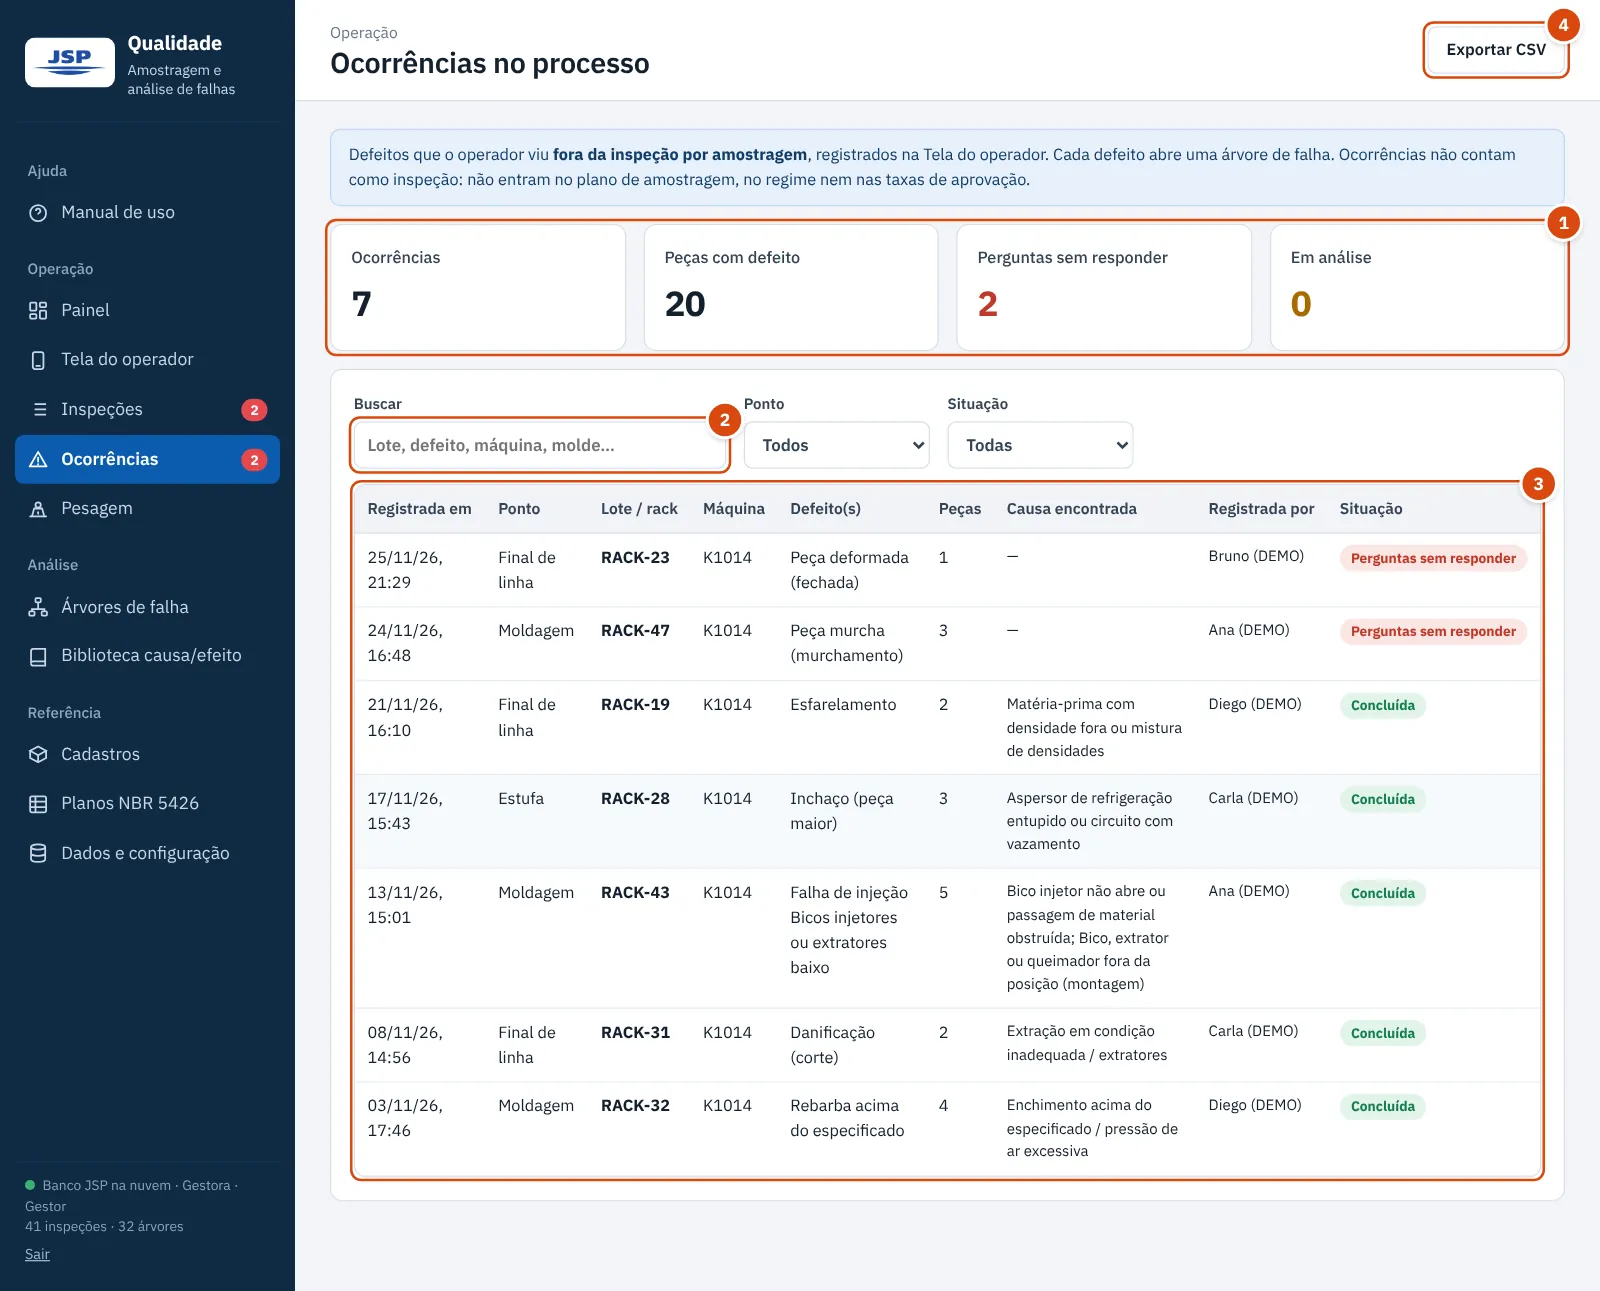 JSP
Qualidade
Amostragem e
análise de falhas
Ajuda
Manual de uso
Operação
Painel
Tela do operador
Inspeções 2
Ocorrências 2
Pesagem
Análise
Árvores de falha
Biblioteca causa/efeito
Referência
Cadastros
Planos NBR 5426
Dados e configuração
Banco JSP na nuvem · Gestora ·
Gestor
41 inspeções · 32 árvores
Sair
Operação
Ocorrências no processo
Exportar CSV
4
Defeitos que o operador viu fora da inspeção por amostragem, registrados na Tela do operador. Cada defeito abre uma árvore de falha. Ocorrências não contam
como inspeção: não entram no plano de amostragem, no regime nem nas taxas de aprovação.
1
Ocorrências
7
Peças com defeito
20
Perguntas sem responder
2
Em análise
0
Buscar
Lote, defeito, máquina, molde...
2
Ponto
Todos
Situação
Todas
3
Registrada em Ponto Lote / rack Máquina Defeito(s) Peças Causa encontrada Registrada por Situação
25/11/26, Final de RACK-23 K1014 Peça deformada 1 — Bruno (DEMO) Perguntas sem responder
21:29 linha (fechada)
24/11/26, Moldagem RACK-47 K1014 Peça murcha 3 — Ana (DEMO) Perguntas sem responder
16:48 (murchamento)
21/11/26, Final de RACK-19 K1014 Esfarelamento 2 Matéria-prima com Diego (DEMO) Concluída
16:10 linha densidade fora ou mistura
de densidades
17/11/26, Estufa RACK-28 K1014 Inchaço (peça 3 Aspersor de refrigeração Carla (DEMO) Concluída
15:43 maior) entupido ou circuito com
vazamento
13/11/26, Moldagem RACK-43 K1014 Falha de injeção 5 Bico injetor não abre ou Ana (DEMO) Concluída
15:01 Bicos injetores passagem de material
ou extratores obstruída; Bico, extrator
baixo ou queimador fora da
posição (montagem)
08/11/26, Final de RACK-31 K1014 Danificação 2 Extração em condição Carla (DEMO) Concluída
14:56 linha (corte) inadequada / extratores
03/11/26, Moldagem RACK-32 K1014 Rebarba acima 4 Enchimento acima do Diego (DEMO) Concluída
17:46 do especificado especificado / pressão de
ar excessiva